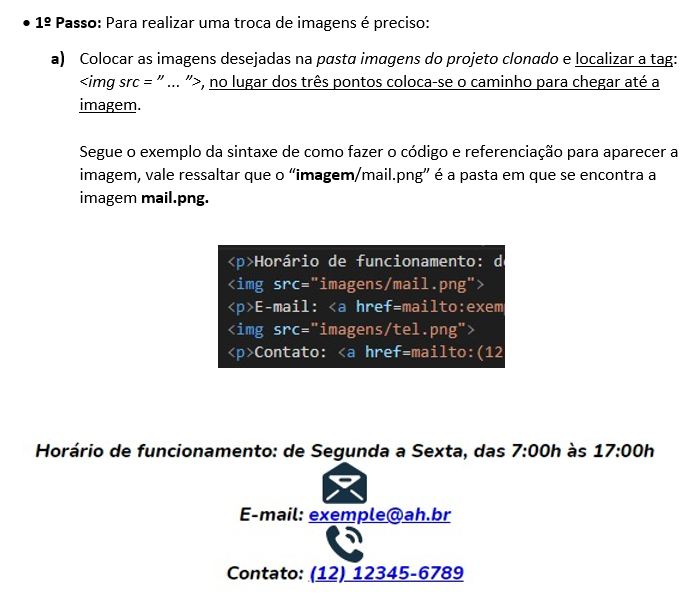 • 1º Passo: Para realizar uma troca de imagens é preciso:
a) Colocar as imagens desejadas na pasta imagens do projeto clonado e localizar a tag:
<img src = ” ... ”>, no lugar dos três pontos coloca-se o caminho para chegar até a
imagem.
Segue o exemplo da sintaxe de como fazer o código e referenciação para aparecer a
imagem, vale ressaltar que o “imagem/mail.png” é a pasta em que se encontra a
imagem mail.png.
<p>Horário de funcionamento: d
<img src="imagens/mail.png">
<p>E-mail: <a href=mailto:exem
<img src="imagens/tel.png">
<p>Contato: <a href=mailto:(12
Horário de funcionamento: de Segunda a Sexta, das 7:00h às 17:00h
E-mail: exemple@ah.br
Contato: (12) 12345-6789